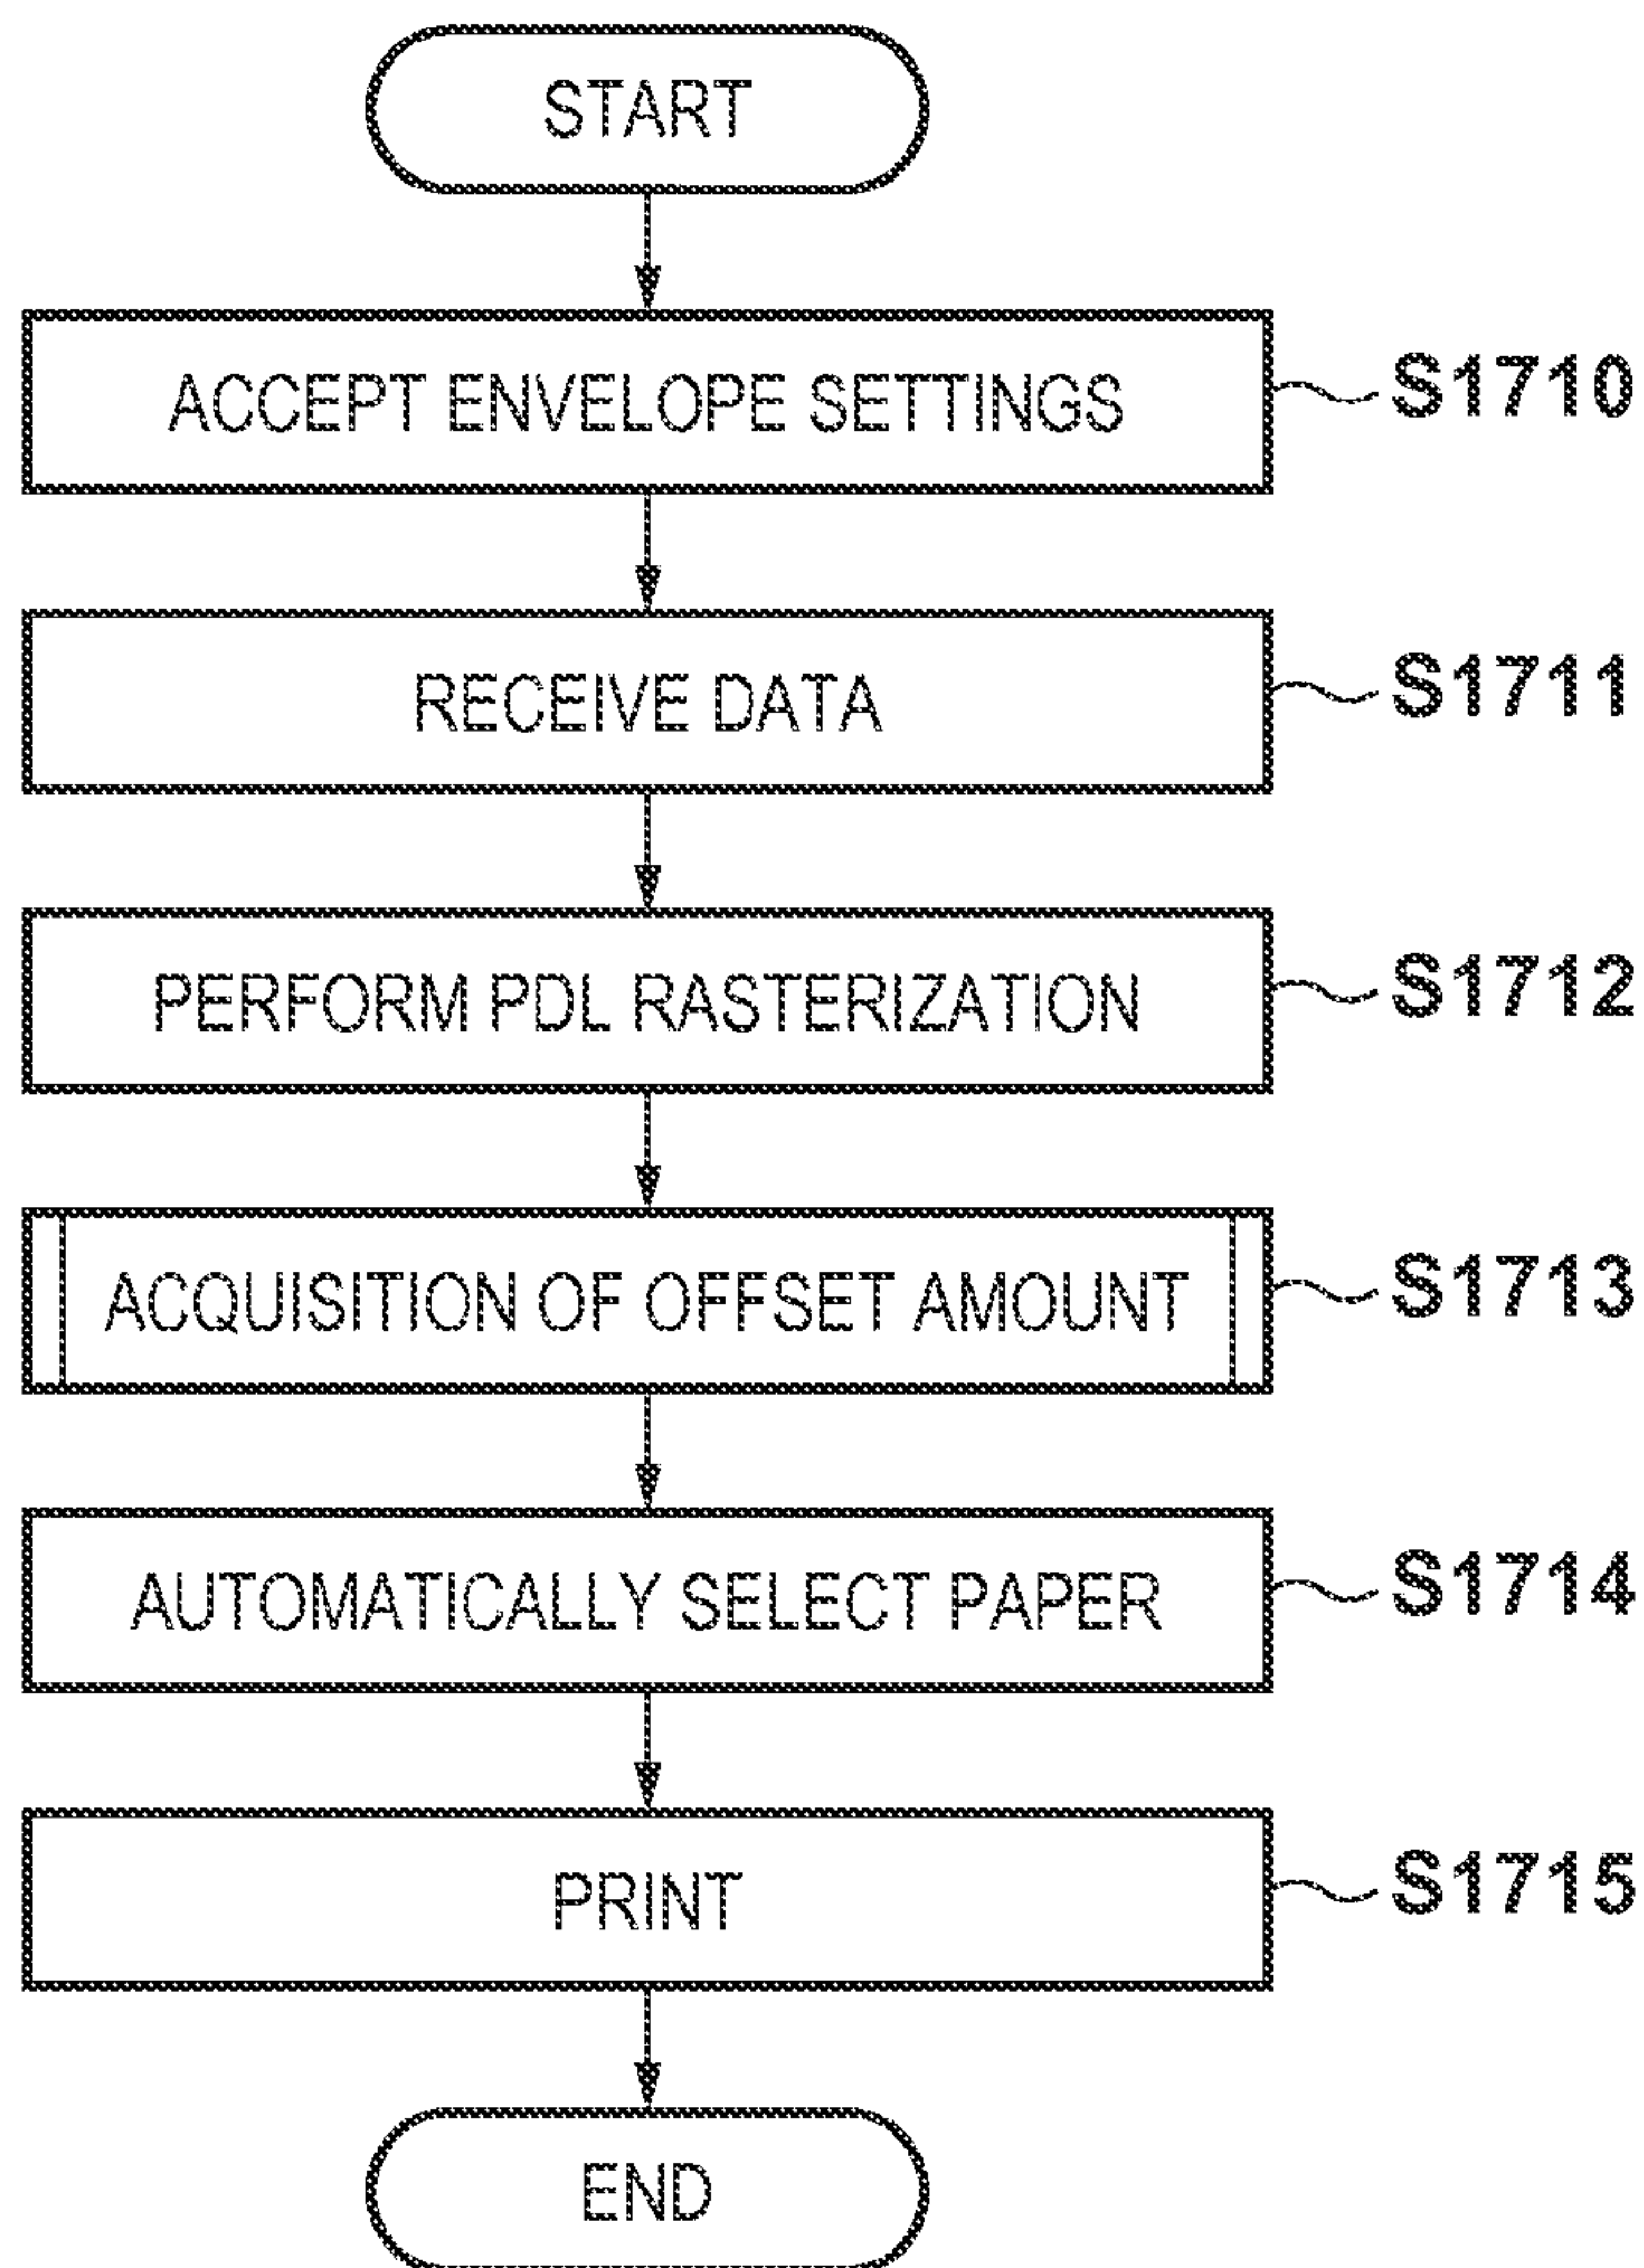 START
ACCEPT ENVELOPE SETTINGS S1710
RECEIVE DATA S1711
PERFORM PDL RASTERIZATION S1712
ACQUISITION OF OFFSET AMOUNT S1713
AUTOMATICALLY SELECT PAPER S1714
PRINT S1715
END